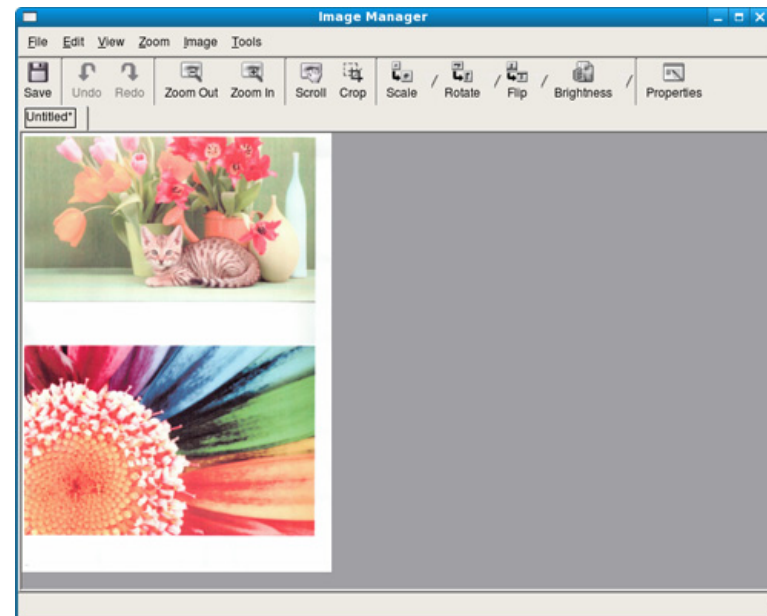 Image Manager
File Edit View Zoom Image Tools
Save Undo Redo Zoom Out Zoom In Scroll Crop Scale / Rotate / Flip / Brightness / Properties
Untitled*